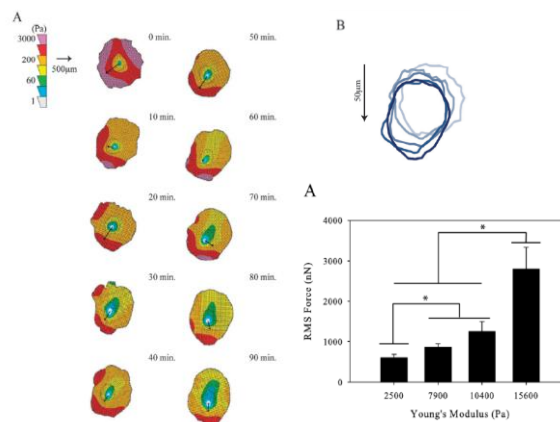 A
(Pa)
3000
200
60
1
500µm
0 min.
50 min.
10 min.
60 min.
20 min.
70 min.
30 min.
80 min.
40 min.
90 min.
B
50µm
A
RMS Force (nN)
4000
3000
2000
1000
0
*
*
2500 7900 10400 15600
Young's Modulus (Pa)